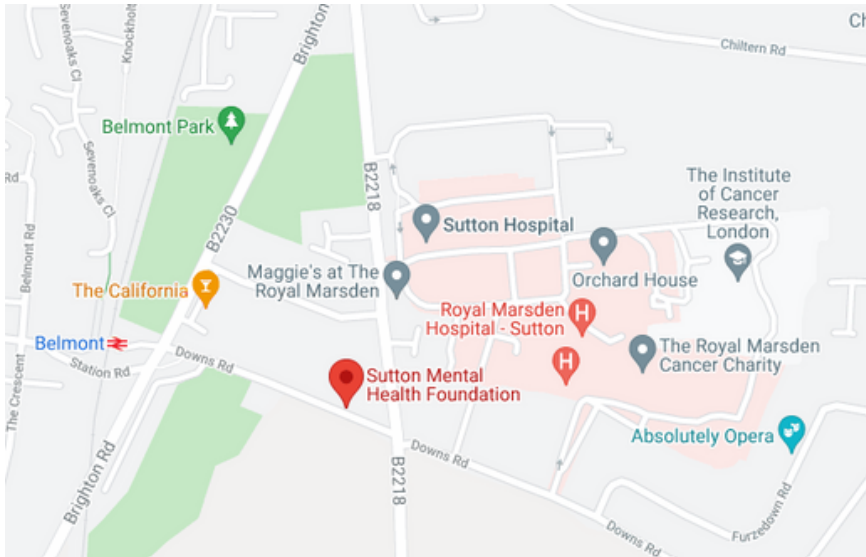 Sevenoaks Cl
Knockholt
Brighton
Ch
Chiltern Rd
Belmont Park
Rd
Sevenoaks Cl
B2218
The Institute
of Cancer
Research,
London
Belmont Rd
B2230
Sutton Hospital
Maggie's at The
Royal Marsden
Orchard House
The California
Royal Marsden
Hospital - Sutton
H
Belmont
Downs Rd
Station Rd
The Crescent
Sutton Mental
Health Foundation
H
The Royal Marsden
Cancer Charity
Absolutely Opera
Brighton Rd
B2218
Downs Rd
Downs Rd
Furzedown Rd